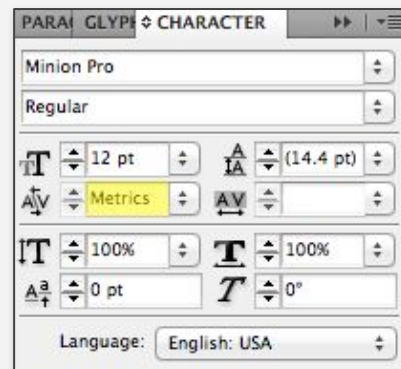 PARA GLYPH CHARACTER
Minion Pro
Regular
12 pt (14.4 pt)
Metrics
100% 100%
0 pt 0°
Language: English: USA